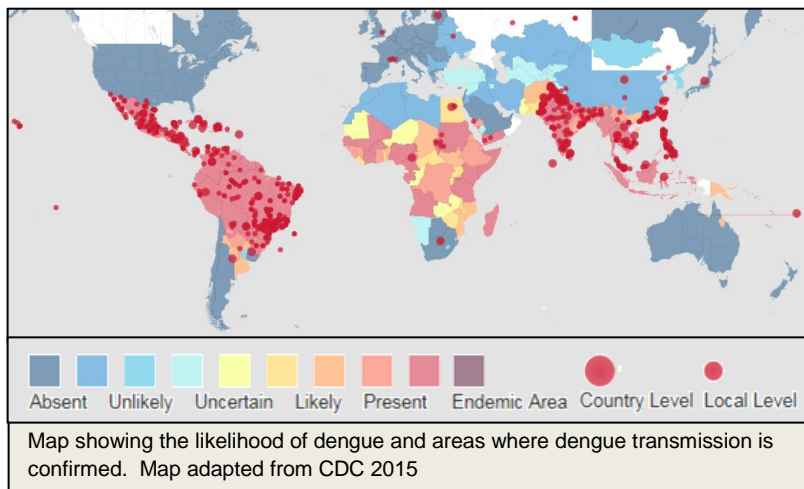 Absent Unlikely Uncertain Likely Present Endemic Area Country Level Local Level
Map showing the likelihood of dengue and areas where dengue transmission is
confirmed. Map adapted from CDC 2015